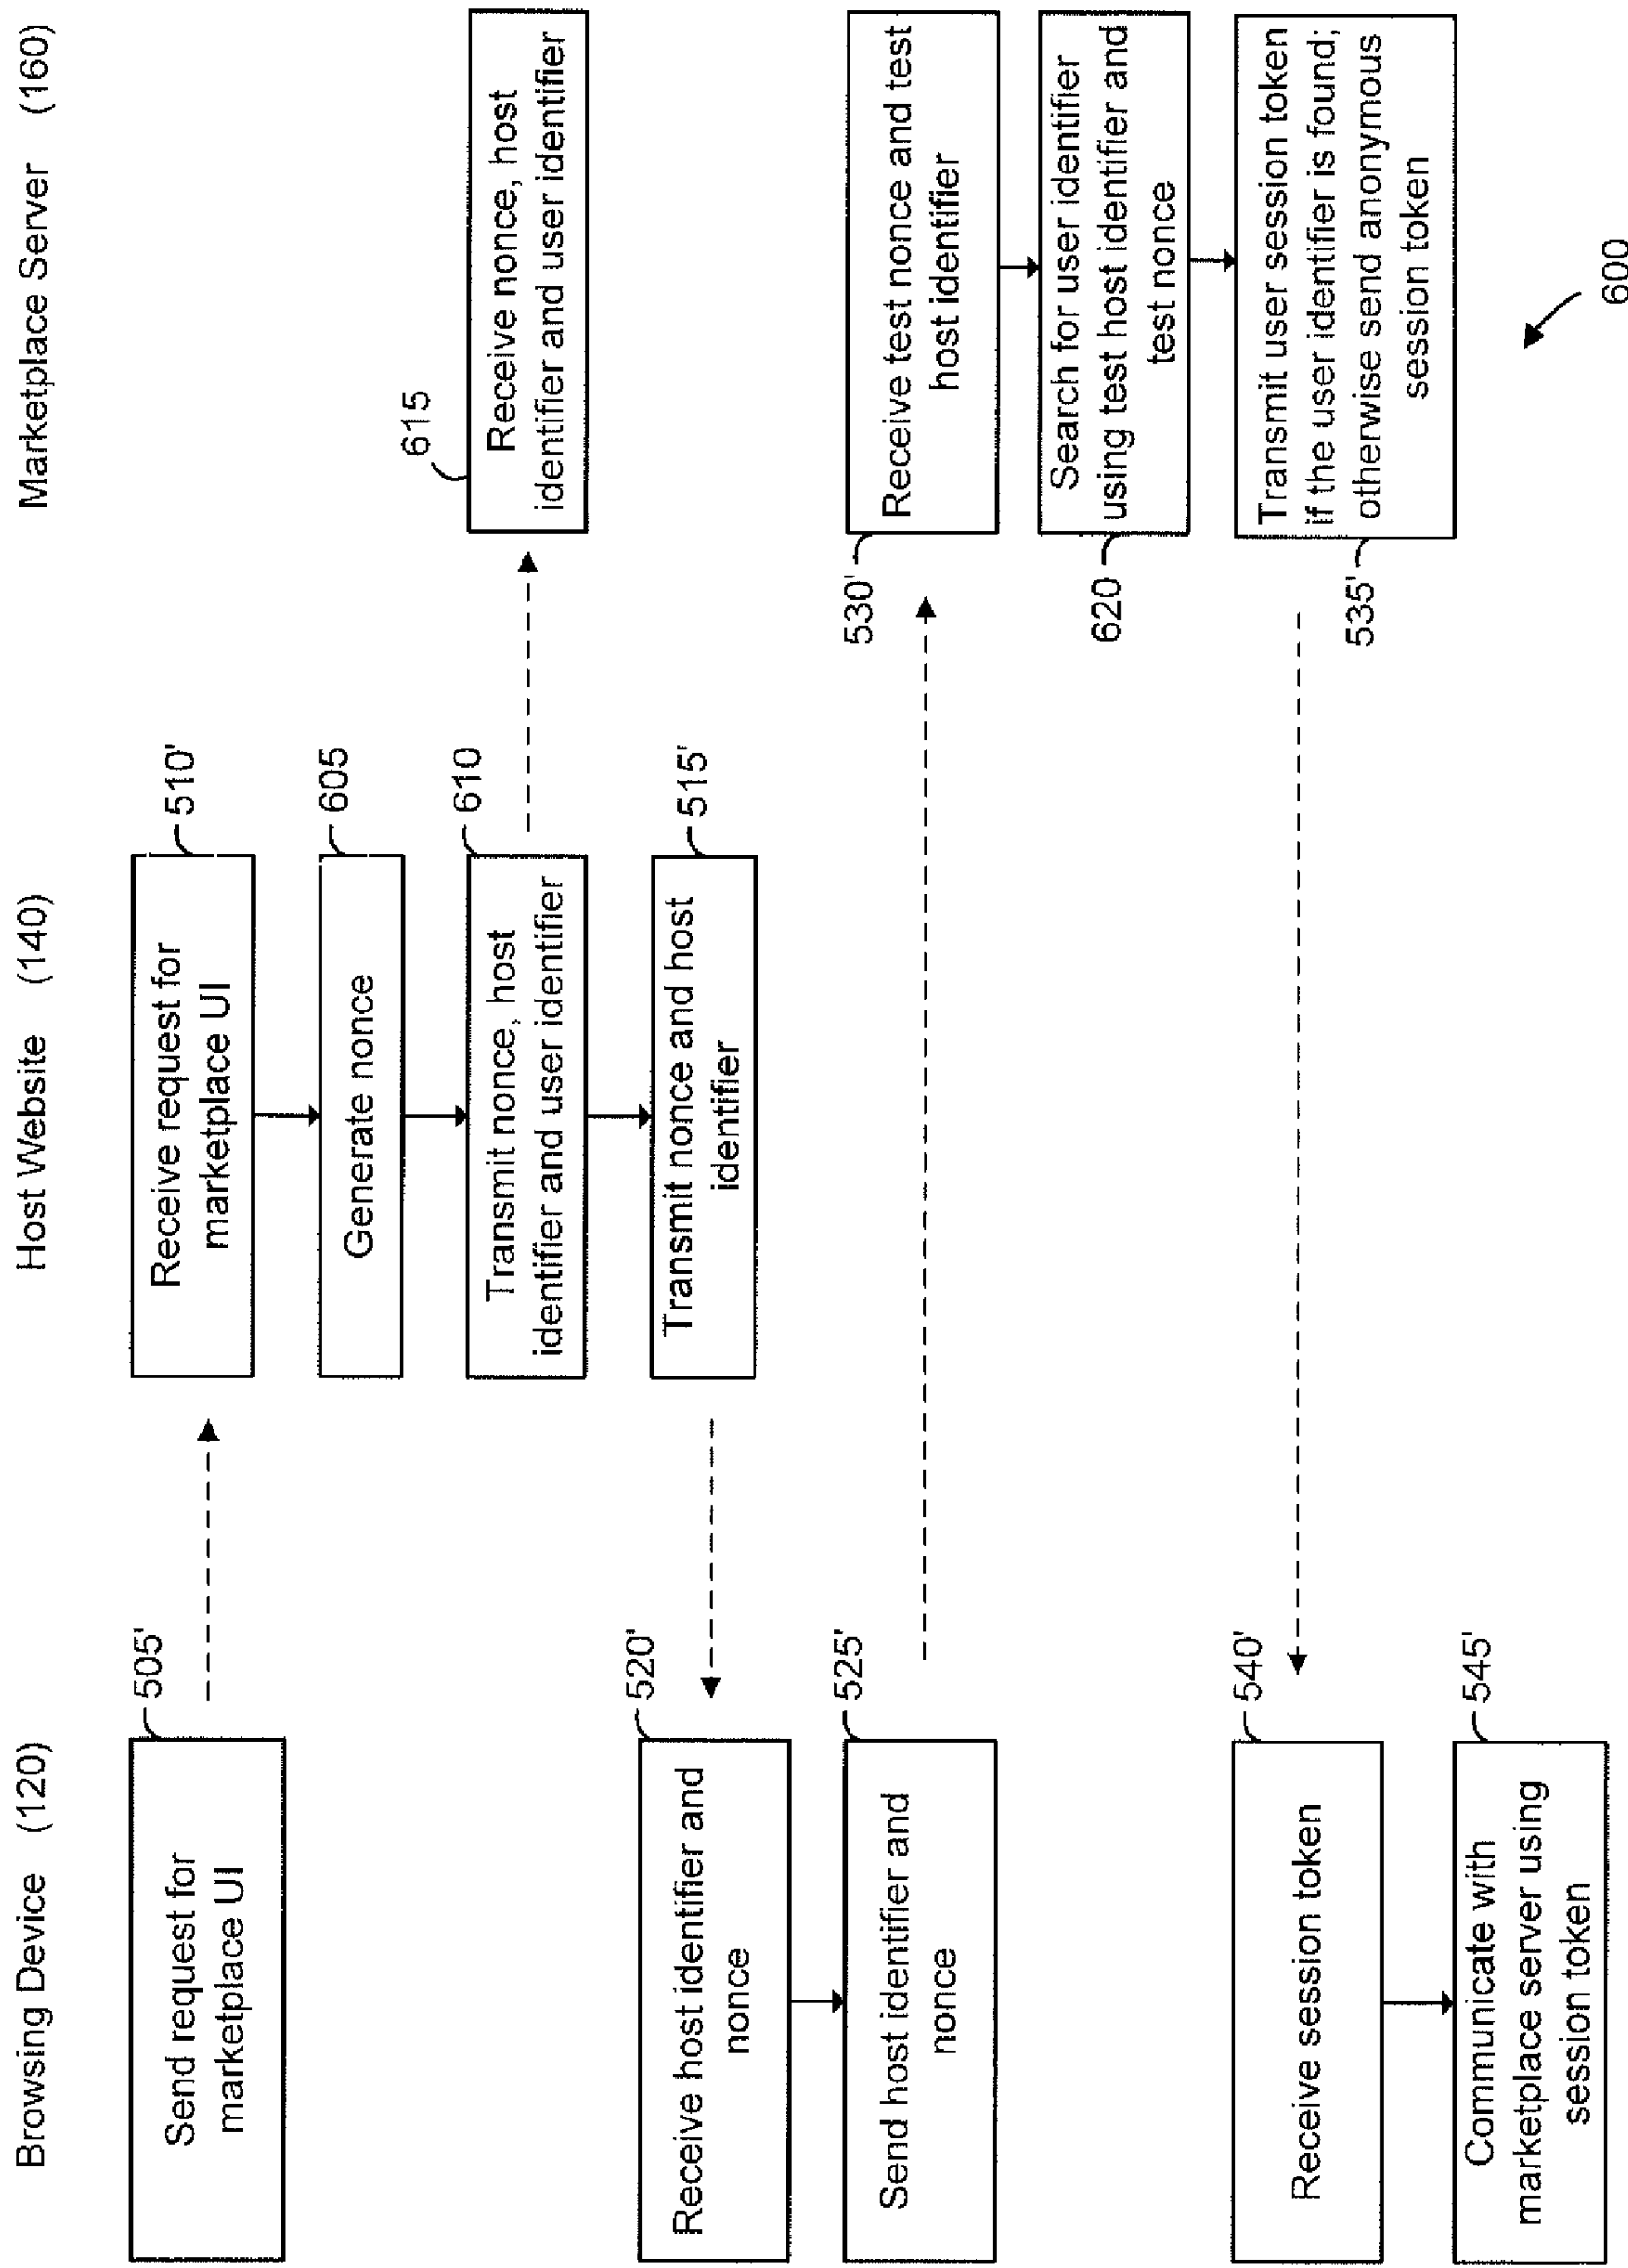 Browsing Device (120)
Host Website (140)
Marketplace Server (160)
505'
Send request for
marketplace UI
510'
Receive request for
marketplace UI
605
Generate nonce
610
Transmit nonce, host
identifier and user identifier
615
Receive nonce, host
identifier and user identifier
515'
Transmit nonce and host
identifier
520'
Receive host identifier and
nonce
525'
Send host identifier and
nonce
530'
Receive test nonce and test
host identifier
620
Search for user identifier
using test host identifier and
test nonce
535'
Transmit user session token
if the user identifier is found;
otherwise send anonymous
session token
540'
Receive session token
545'
Communicate with
marketplace server using
session token
600